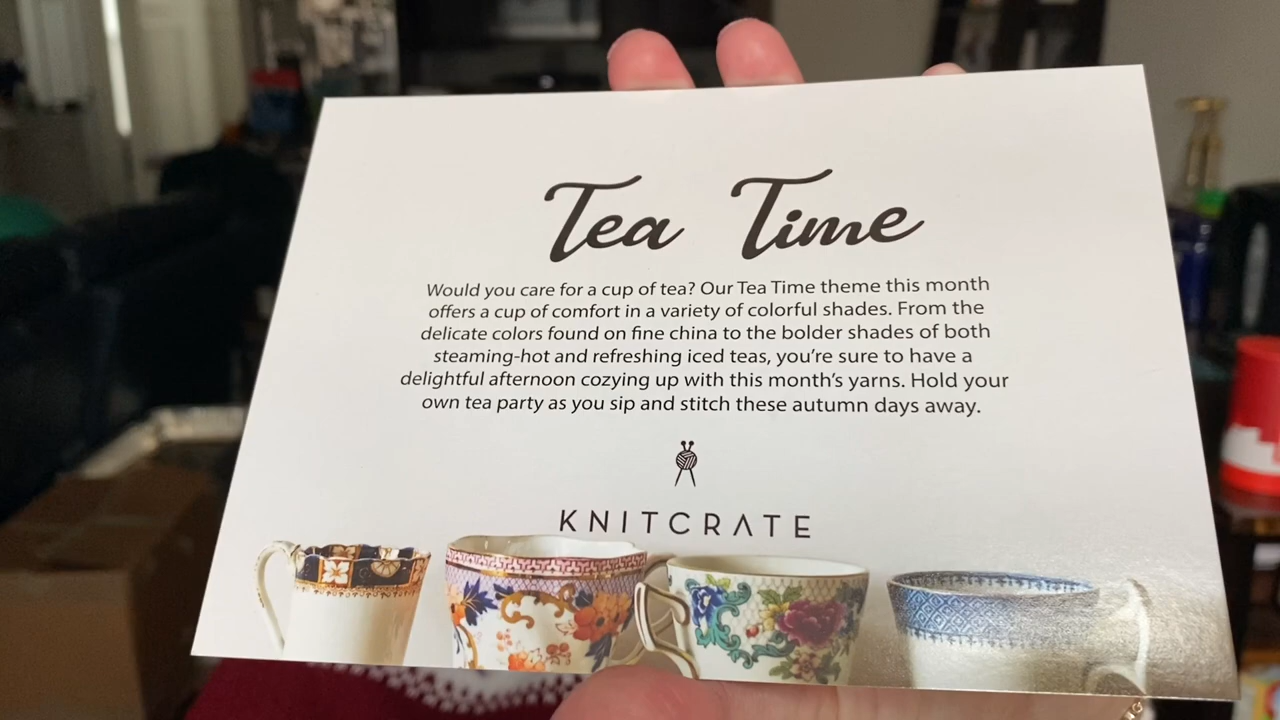 Tea Time
Would you care for a cup of tea? Our Tea Time theme this month
offers a cup of comfort in a variety of colorful shades. From the
delicate colors found on fine china to the bolder shades of both
steaming-hot and refreshing iced teas, you're sure to have a
delightful afternoon cozying up with this month's yarns. Hold your
own tea party as you sip and stitch these autumn days away.
KNITCRATE